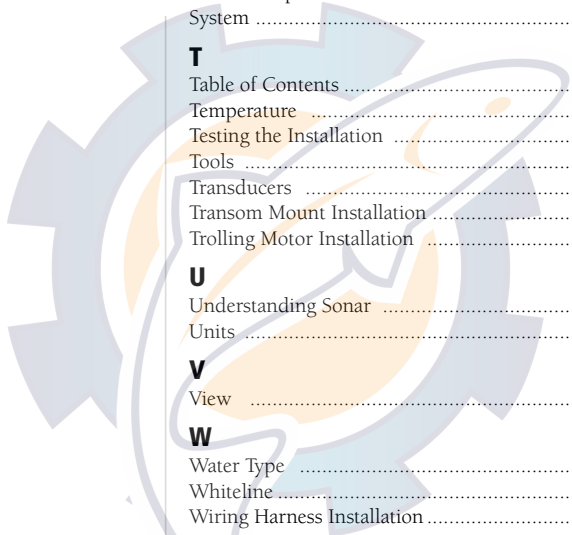 System ..............................................................
T
Table of Contents ............................................
Temperature ...................................................
Testing the Installation ...................................
Tools ................................................................
Transducers ....................................................
Transom Mount Installation ...........................
Trolling Motor Installation ............................
U
Understanding Sonar .....................................
Units ................................................................
V
View ...............................................................
W
Water Type .....................................................
Whiteline .........................................................
Wiring Harness Installation ............................